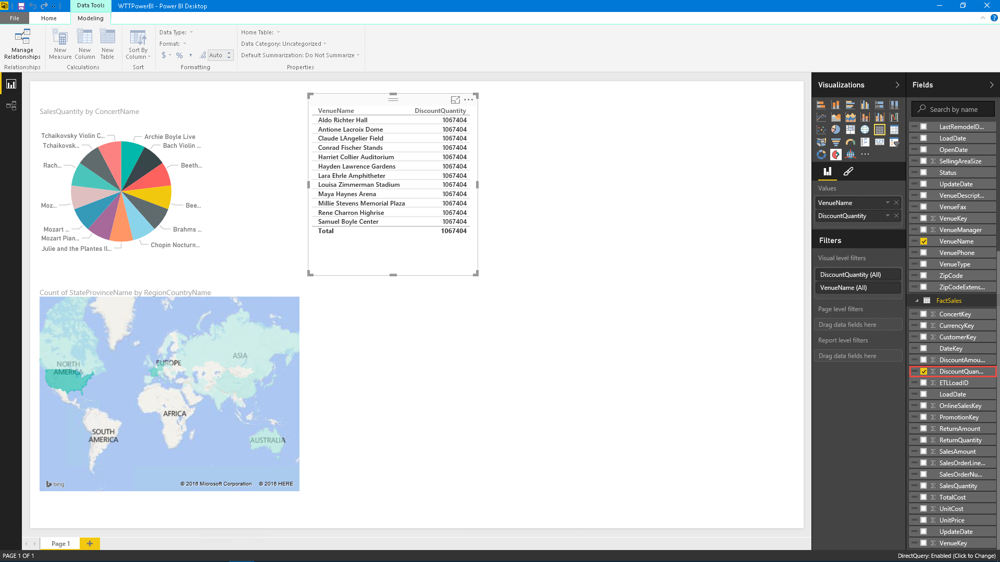 Data Tools
WTTPowerBI - Power BI Desktop
File
Home
Modeling
Manage
Relationships
Relationships
New
Measure
New
Column
New
Table
Calculations
Sort By
Column
Sort
Data Type:
Format:
$ % , .00 Auto
Formatting
Home Table:
Data Category: Uncategorized
Default Summarization: Do Not Summarize
Properties
SalesQuantity by ConcertName
Tchaikovsky Violin C...
Archie Boyle Live
Tchaikovsk...
Bach Violin ...
Rach...
Beeth...
Moz...
Bee...
Mozart ...
Brahms ...
Mozart Pian...
Chopin Nocturn...
Julie and the Plantes Il...
VenueName DiscountQuantity
Aldo Richter Hall 1067404
Antione Lacroix Dome 1067404
Claude LAngelier Field 1067404
Conrad Fischer Stands 1067404
Harriet Collier Auditorium 1067404
Hayden Lawrence Gardens 1067404
Lara Ehrle Amphitheter 1067404
Louisa Zimmerman Stadium 1067404
Maya Haynes Arena 1067404
Millie Stevens Memorial Plaza 1067404
Rene Charron Highrise 1067404
Samuel Boyle Center 1067404
Total 1067404
Count of StateProvinceName by RegionCountryName
NORTH
AMERICA
EUROPE
ASIA
AFRICA
SOUTH
AMERICA
AUSTRALIA
bing
© 2016 Microsoft Corporation © 2016 HERE
Visualizations
123
Values
VenueName
DiscountQuantity
Filters
Visual level filters
DiscountQuantity (All)
VenueName (All)
Page level filters
Drag data fields here
Report level filters
Drag data fields here
Fields
Search by name
LastRemodelD...
LoadDate
OpenDate
SellingAreaSize
Status
UpdateDate
VenueDescript...
VenueFax
VenueKey
VenueManager
VenueName
VenuePhone
VenueType
ZipCode
ZipCodeExtens...
FactSales
ConcertKey
CurrencyKey
CustomerKey
DateKey
DiscountAmou...
DiscountQuan...
ETLLoadID
LoadDate
OnlineSalesKey
PromotionKey
ReturnAmount
ReturnQuantity
SalesAmount
SalesOrderLine...
SalesOrderNu...
SalesQuantity
TotalCost
UnitCost
UnitPrice
UpdateDate
VenueKey
Page 1
PAGE 1 OF 1
DirectQuery: Enabled (Click to Change)